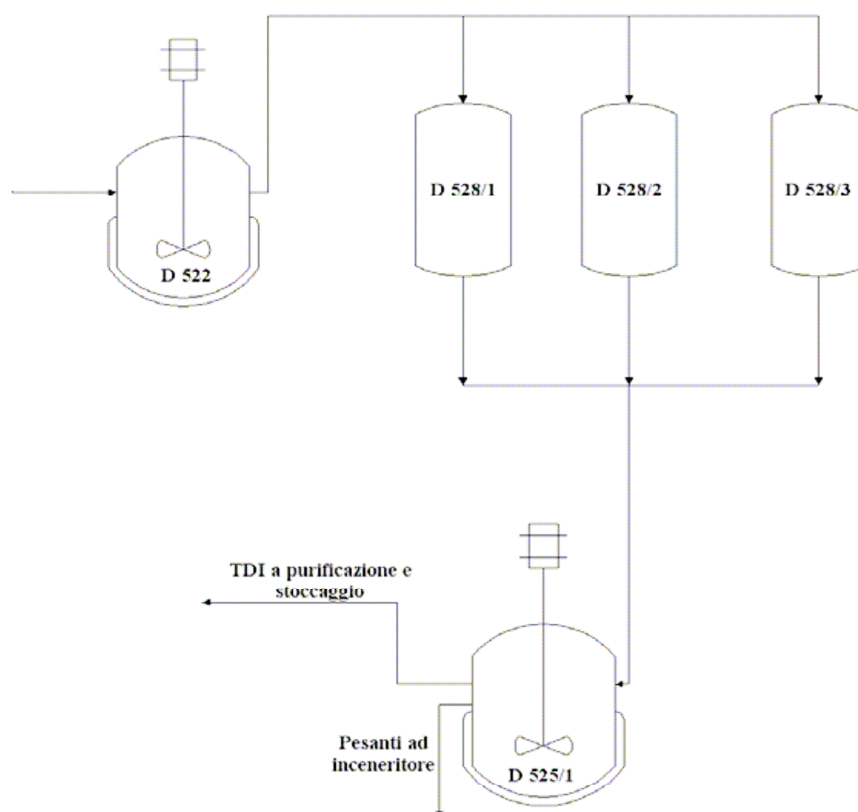 D 528/1
D 528/2
D 528/3
D 522
TDI a purificazione e
stoccaggio
Pesanti ad
inceneritore
D 525/1